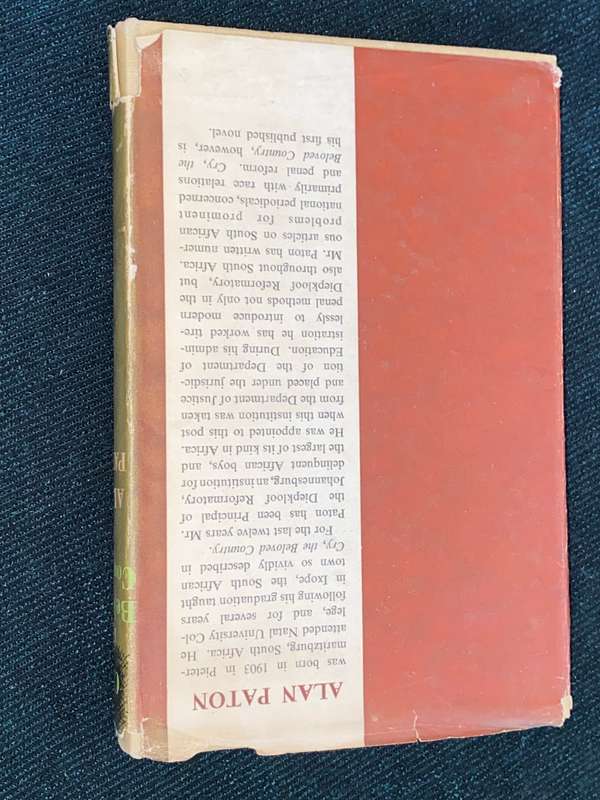 ALAN PATON
was born in 1903 in Pieter-
maritzburg, South Africa. He
attended Natal University Col-
lege, and for several years
following his graduation taught
in Ixopo, the South African
town so vividly described in
Cry, the Beloved Country.
For the last twelve years Mr.
Paton has been Principal of
the Diepkloof Reformatory,
Johannesburg, an institution for
delinquent African boys, and
the largest of its kind in Africa.
He was appointed to this post
when this institution was taken
from the Department of Justice
and placed under the jurisdic-
tion of the Department of
Education. During his admin-
istration he has worked tire-
lessly to introduce modern
penal methods not only in the
Diepkloof Reformatory, but
also throughout South Africa.
Mr. Paton has written numer-
ous articles on South African
problems for prominent
national periodicals, concerned
primarily with race relations
and penal reform. Cry, the
Beloved Country, however, is
his first published novel.